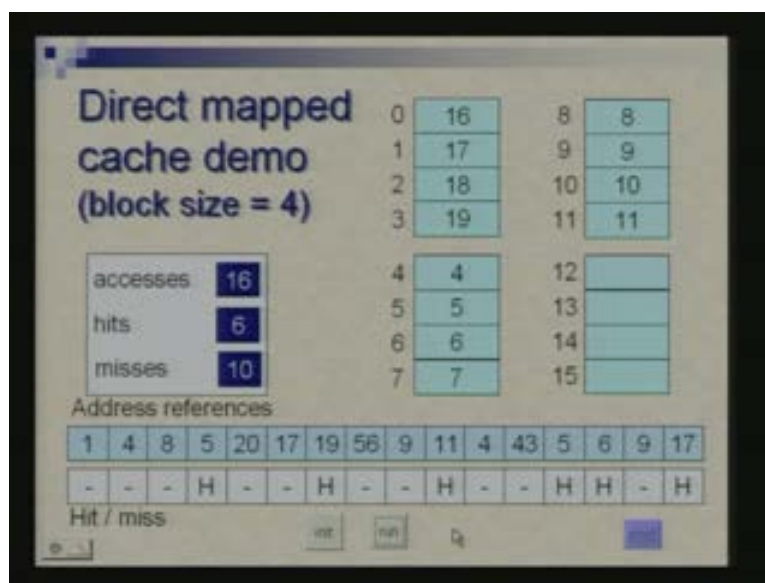 Direct mapped
cache demo
(block size = 4)
0 16 8 8
1 17 9 9
2 18 10 10
3 19 11 11
4 4 12
5 5 13
6 6 14
7 7 15
accesses 16
hits 6
misses 10
Address references
1 4 8 5 20 17 19 56 9 11 4 43 5 6 9 17
- - - H - - H - - H - - H H - H
Hit / miss
init run